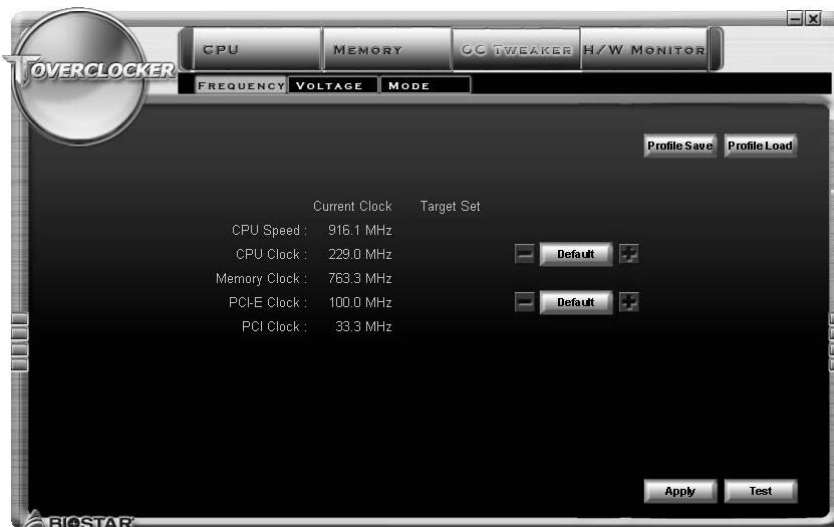 TOVERCLOCKER
CPU MEMORY OC TWEAKER H/W MONITOR
FREQUENCY VOLTAGE MODE
Profile Save Profile Load
Current Clock Target Set
CPU Speed : 916.1 MHz
CPU Clock : 229.0 MHz Default
Memory Clock : 763.3 MHz
PCI-E Clock : 100.0 MHz Default
PCI Clock : 33.3 MHz
Apply Test
BIOSTAR